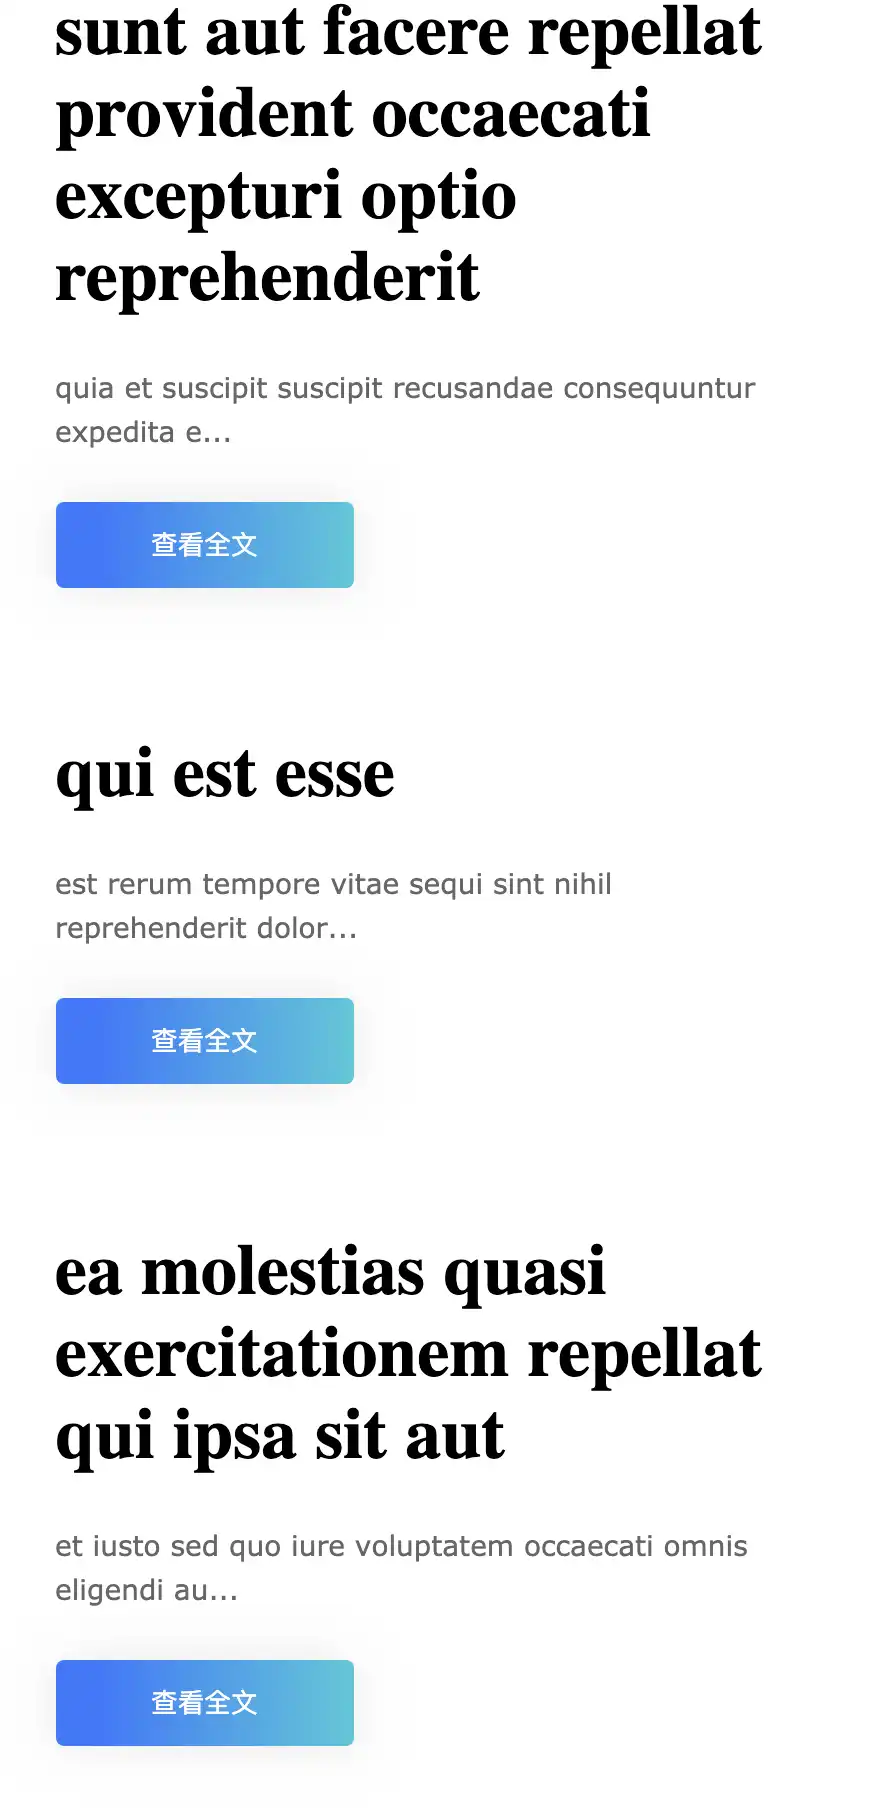 sunt aut facere repellat
provident occaecati
excepturi optio
reprehenderit
quia et suscipit suscipit recusandae consequuntur
expedita e...
查看全文
qui est esse
est rerum tempore vitae sequi sint nihil
reprehenderit dolor...
查看全文
ea molestias quasi
exercitationem repellat
qui ipsa sit aut
et iusto sed quo iure voluptatem occaecati omnis
eligendi au...
查看全文